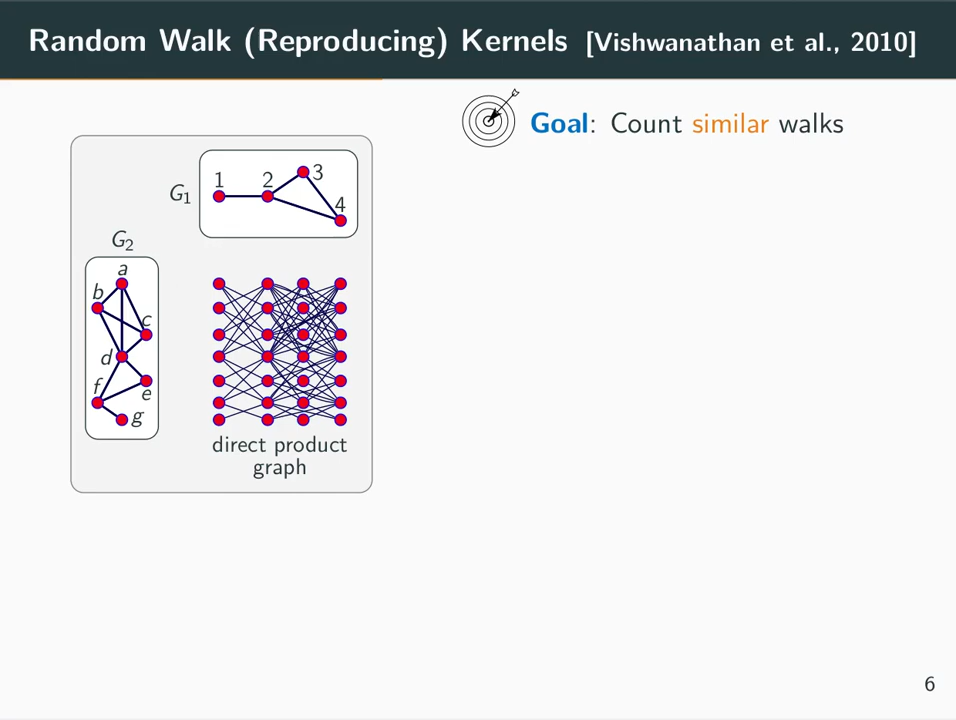 Random Walk (Reproducing) Kernels [Vishwanathan et al., 2010]
Goal: Count similar walks
G1
1 2 3
4
G2
a
b
c
d
f
e
g
direct product
graph
6